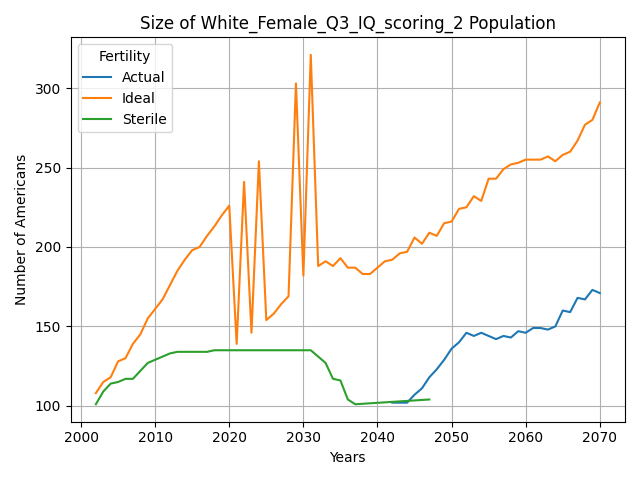 Size of White_Female_Q3_IQ_scoring_2 Population
Fertility
Actual
Ideal
Sterile
Number of Americans
300
250
200
150
100
2000 2010 2020 2030 2040 2050 2060 2070
Years